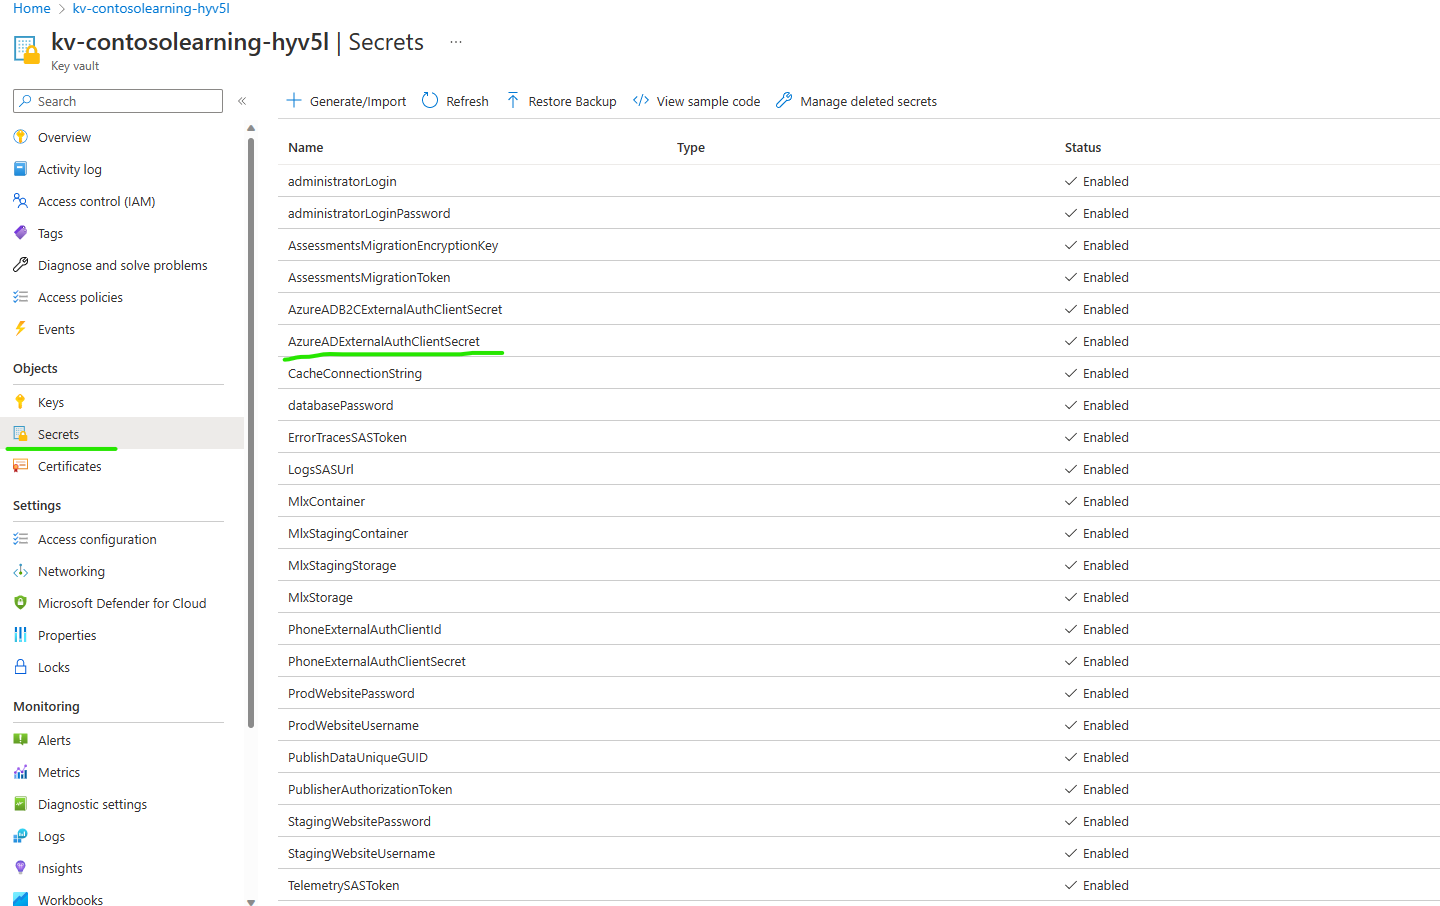 Home > kv-contosolearning-hyv5l
kv-contosolearning-hyv5l | Secrets ...
Key vault
Search «
Overview
Activity log
Access control (IAM)
Tags
Diagnose and solve problems
Access policies
Events
Objects
Keys
Secrets
Certificates
Settings
Access configuration
Networking
Microsoft Defender for Cloud
Properties
Locks
Monitoring
Alerts
Metrics
Diagnostic settings
Logs
Insights
Workbooks
Generate/Import Refresh Restore Backup View sample code Manage deleted secrets
Name Type Status
administratorLogin Enabled
administratorLoginPassword Enabled
AssessmentsMigrationEncryptionKey Enabled
AssessmentsMigrationToken Enabled
AzureADB2CExternalAuthClientSecret Enabled
AzureADExternalAuthClientSecret Enabled
CacheConnectionString Enabled
databasePassword Enabled
ErrorTracesSASToken Enabled
LogsSASUrl Enabled
MlxContainer Enabled
MlxStagingContainer Enabled
MlxStagingStorage Enabled
MlxStorage Enabled
PhoneExternalAuthClientId Enabled
PhoneExternalAuthClientSecret Enabled
ProdWebsitePassword Enabled
ProdWebsiteUsername Enabled
PublishDataUniqueGUID Enabled
PublisherAuthorizationToken Enabled
StagingWebsitePassword Enabled
StagingWebsiteUsername Enabled
TelemetrySASToken Enabled